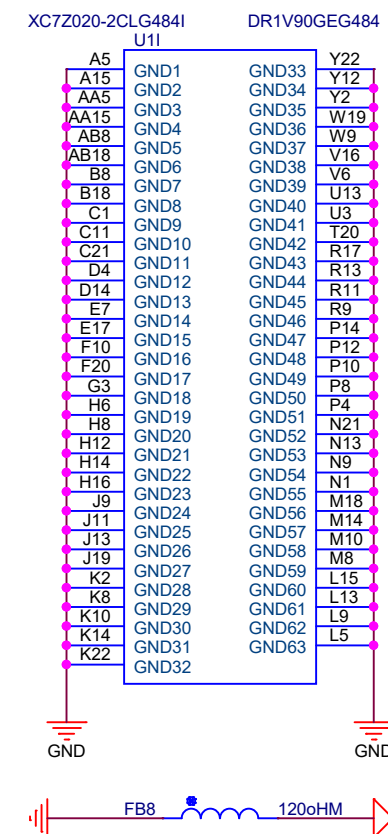 XC7Z020-2CLG484I DR1V90GEG484
U1I
A5 GND1 GND33 Y22
A15 GND2 GND34 Y12
AA5 GND3 GND35 Y2
AA15 GND4 GND36 W19
AB8 GND5 GND37 W9
AB18 GND6 GND38 V16
B8 GND7 GND39 V6
B18 GND8 GND40 U13
C1 GND9 GND41 U3
C11 GND10 GND42 T20
C21 GND11 GND43 R17
D4 GND12 GND44 R13
D14 GND13 GND45 R11
E7 GND14 GND46 R9
E17 GND15 GND47 P14
F10 GND16 GND48 P12
F20 GND17 GND49 P10
G3 GND18 GND50 P8
H6 GND19 GND51 P4
H8 GND20 GND52 N21
H12 GND21 GND53 N13
H14 GND22 GND54 N9
H16 GND23 GND55 N1
J9 GND24 GND56 M18
J11 GND25 GND57 M14
J13 GND26 GND58 M10
J19 GND27 GND59 M8
K2 GND28 GND60 L15
K8 GND29 GND61 L13
K10 GND30 GND62 L9
K14 GND31 GND63 L5
K22 GND32
GND GND
FB8 120oHM